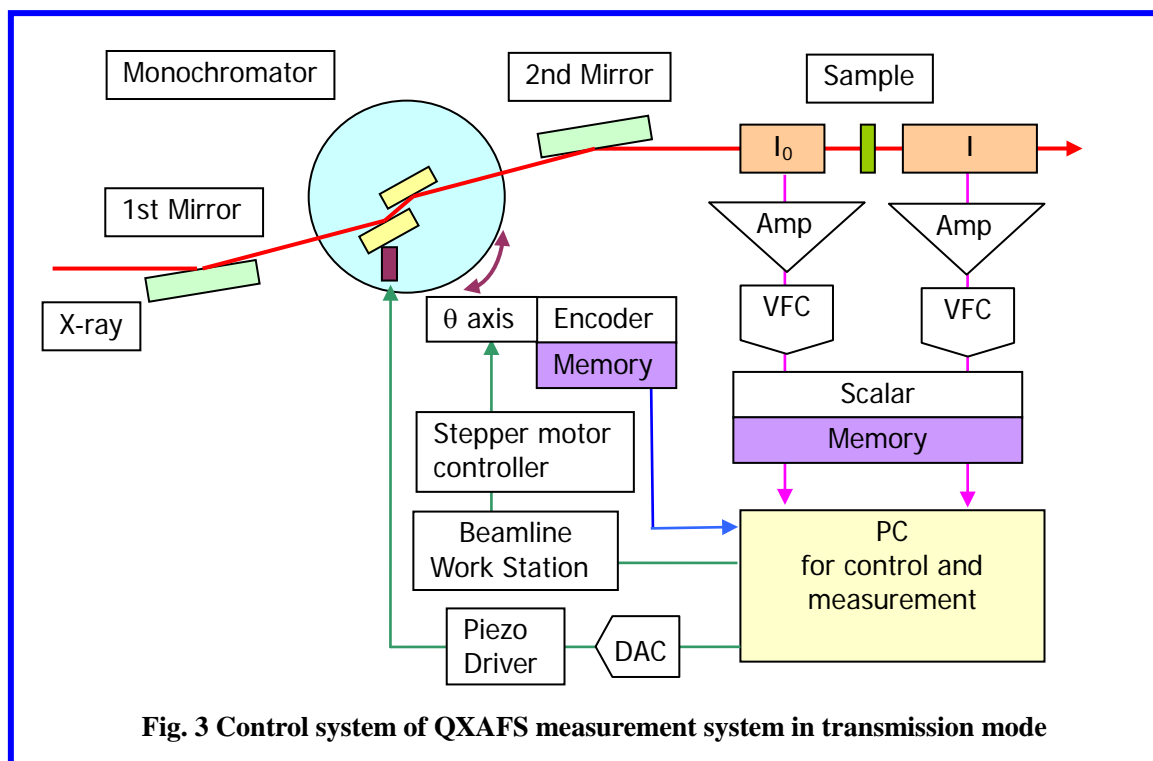 Monochromator
2nd Mirror
Sample
I₀
I
1st Mirror
Amp
Amp
X-ray
θ axis
Encoder
VFC
VFC
Memory
Scalar
Memory
Stepper motor
controller
Beamline
Work Station
PC
for control and
measurement
Piezo
Driver
DAC
Fig. 3 Control system of QXAFS measurement system in transmission mode